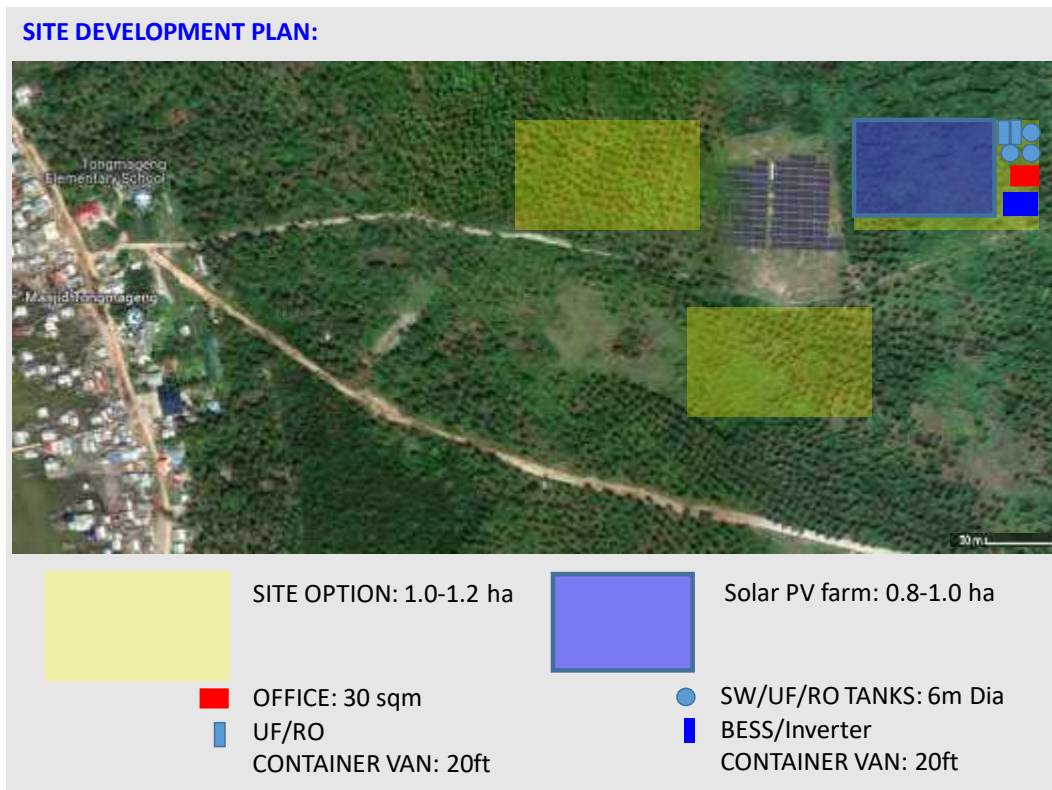 SITE DEVELOPMENT PLAN:
Tongmageng
Elementary School
Masjid Tongmageng
SITE OPTION: 1.0-1.2 ha
Solar PV farm: 0.8-1.0 ha
OFFICE: 30 sqm
SW/UF/RO TANKS: 6m Dia
UF/RO
CONTAINER VAN: 20ft
BESS/Inverter
CONTAINER VAN: 20ft